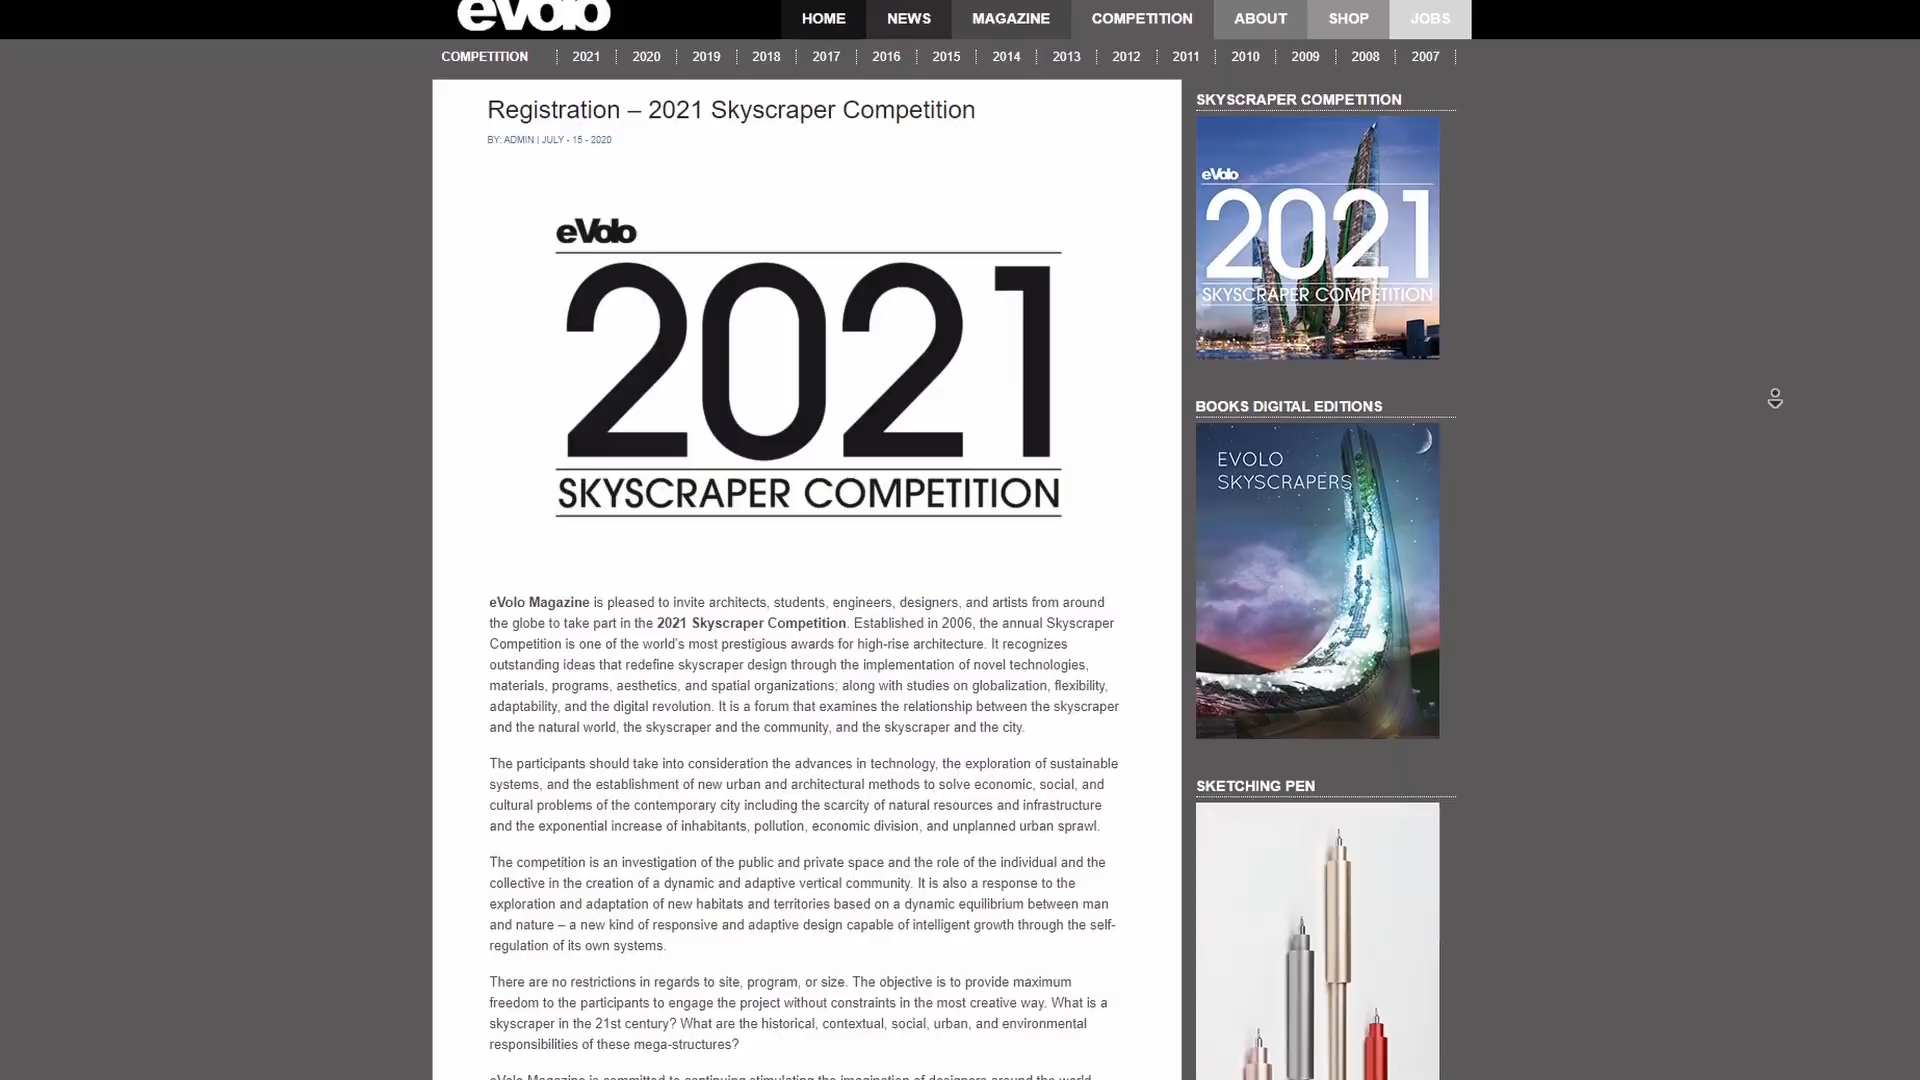 eVolo
HOME NEWS MAGAZINE COMPETITION ABOUT SHOP JOBS
COMPETITION 2021 2020 2019 2018 2017 2016 2015 2014 2013 2012 2011 2010 2009 2008 2007
Registration – 2021 Skyscraper Competition
BY: ADMIN | JULY - 15 - 2020
eVolo
2021
SKYSCRAPER COMPETITION
eVolo Magazine is pleased to invite architects, students, engineers, designers, and artists from around
the globe to take part in the 2021 Skyscraper Competition. Established in 2006, the annual Skyscraper
Competition is one of the world's most prestigious awards for high-rise architecture. It recognizes
outstanding ideas that redefine skyscraper design through the implementation of novel technologies,
materials, programs, aesthetics, and spatial organizations; along with studies on globalization, flexibility,
adaptability, and the digital revolution. It is a forum that examines the relationship between the skyscraper
and the natural world, the skyscraper and the community, and the skyscraper and the city.
The participants should take into consideration the advances in technology, the exploration of sustainable
systems, and the establishment of new urban and architectural methods to solve economic, social, and
cultural problems of the contemporary city including the scarcity of natural resources and infrastructure
and the exponential increase of inhabitants, pollution, economic division, and unplanned urban sprawl.
The competition is an investigation of the public and private space and the role of the individual and the
collective in the creation of a dynamic and adaptive vertical community. It is also a response to the
exploration and adaptation of new habitats and territories based on a dynamic equilibrium between man
and nature – a new kind of responsive and adaptive design capable of intelligent growth through the self-
regulation of its own systems.
There are no restrictions in regards to site, program, or size. The objective is to provide maximum
freedom to the participants to engage the project without constraints in the most creative way. What is a
skyscraper in the 21st century? What are the historical, contextual, social, urban, and environmental
responsibilities of these mega-structures?
eVolo Magazine is committed to continuing stimulating the imagination of designers around the world
SKYSCRAPER COMPETITION
eVolo
2021
SKYSCRAPER COMPETITION
BOOKS DIGITAL EDITIONS
EVOLO
SKYSCRAPERS
SKETCHING PEN